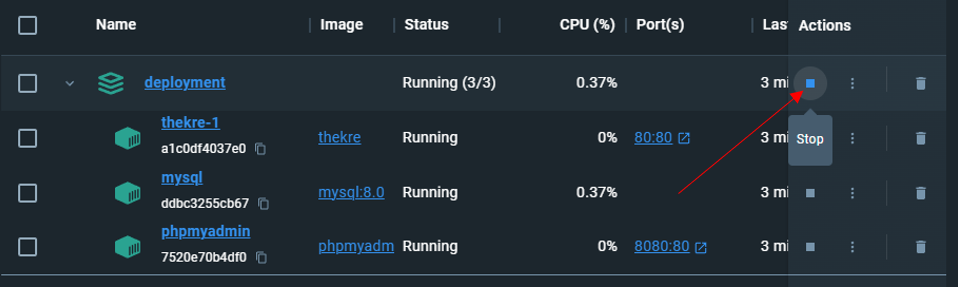 Name Image Status CPU (%) Port(s) Las Actions
deployment Running (3/3) 0.37% 3 mi
thekre-1
a1c0df4037e0 thekre Running 0% 80:80 3 mi
Stop
mysql
ddbc3255cb67 mysql:8.0 Running 0.37% 3 mi
phpmyadmin
7520e70b4df0 phpmyadm Running 0% 8080:80 3 mi